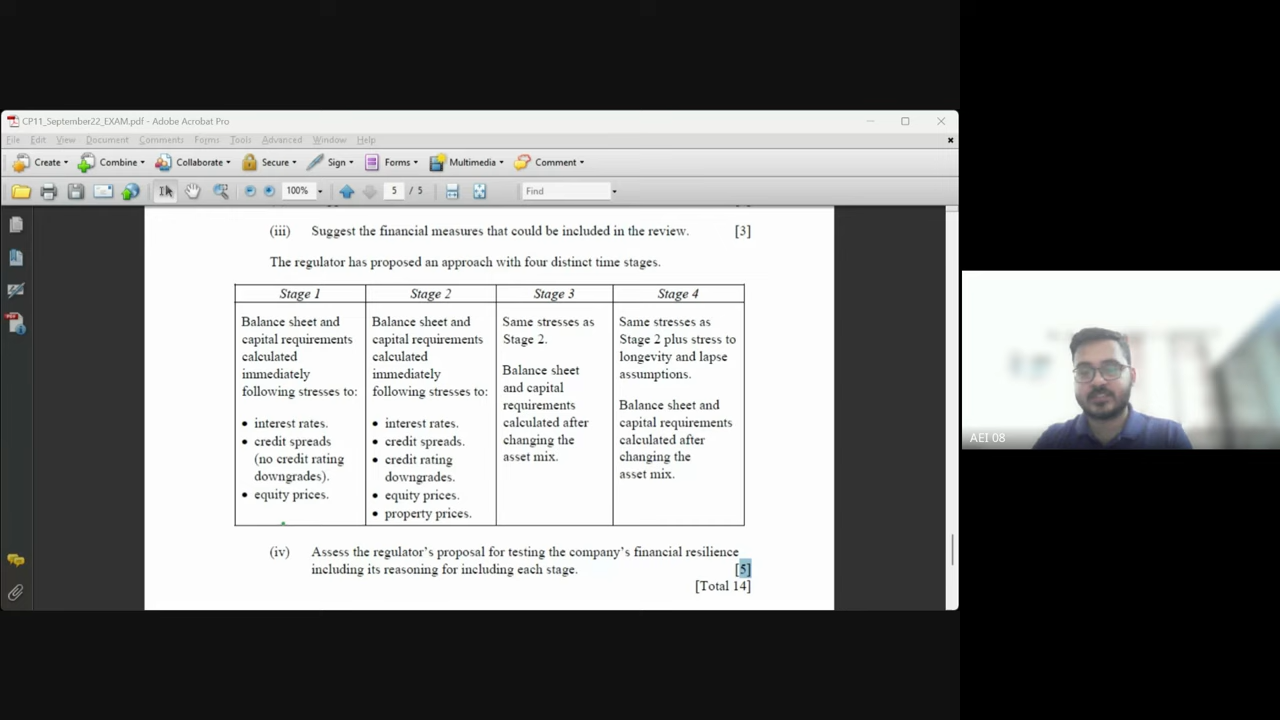 CP11_September22_EXAM.pdf - Adobe Acrobat Pro
File Edit View Document Comments Forms Tools Advanced Window Help
Create Combine Collaborate Secure Sign Forms Multimedia Comment
100% 5 / 5 Find
(iii) Suggest the financial measures that could be included in the review. [3]
The regulator has proposed an approach with four distinct time stages.
Stage 1 Stage 2 Stage 3 Stage 4
Balance sheet and
capital requirements
calculated
immediately
following stresses to:
• interest rates.
• credit spreads
(no credit rating
downgrades).
• equity prices.
Balance sheet and
capital requirements
calculated
immediately
following stresses to:
• interest rates.
• credit spreads.
• credit rating
downgrades.
• equity prices.
• property prices.
Same stresses as
Stage 2.
Balance sheet
and capital
requirements
calculated after
changing the
asset mix.
Same stresses as
Stage 2 plus stress to
longevity and lapse
assumptions.
Balance sheet and
capital requirements
calculated after
changing the
asset mix.
(iv) Assess the regulator's proposal for testing the company's financial resilience
including its reasoning for including each stage. [5]
[Total 14]
AEI 08